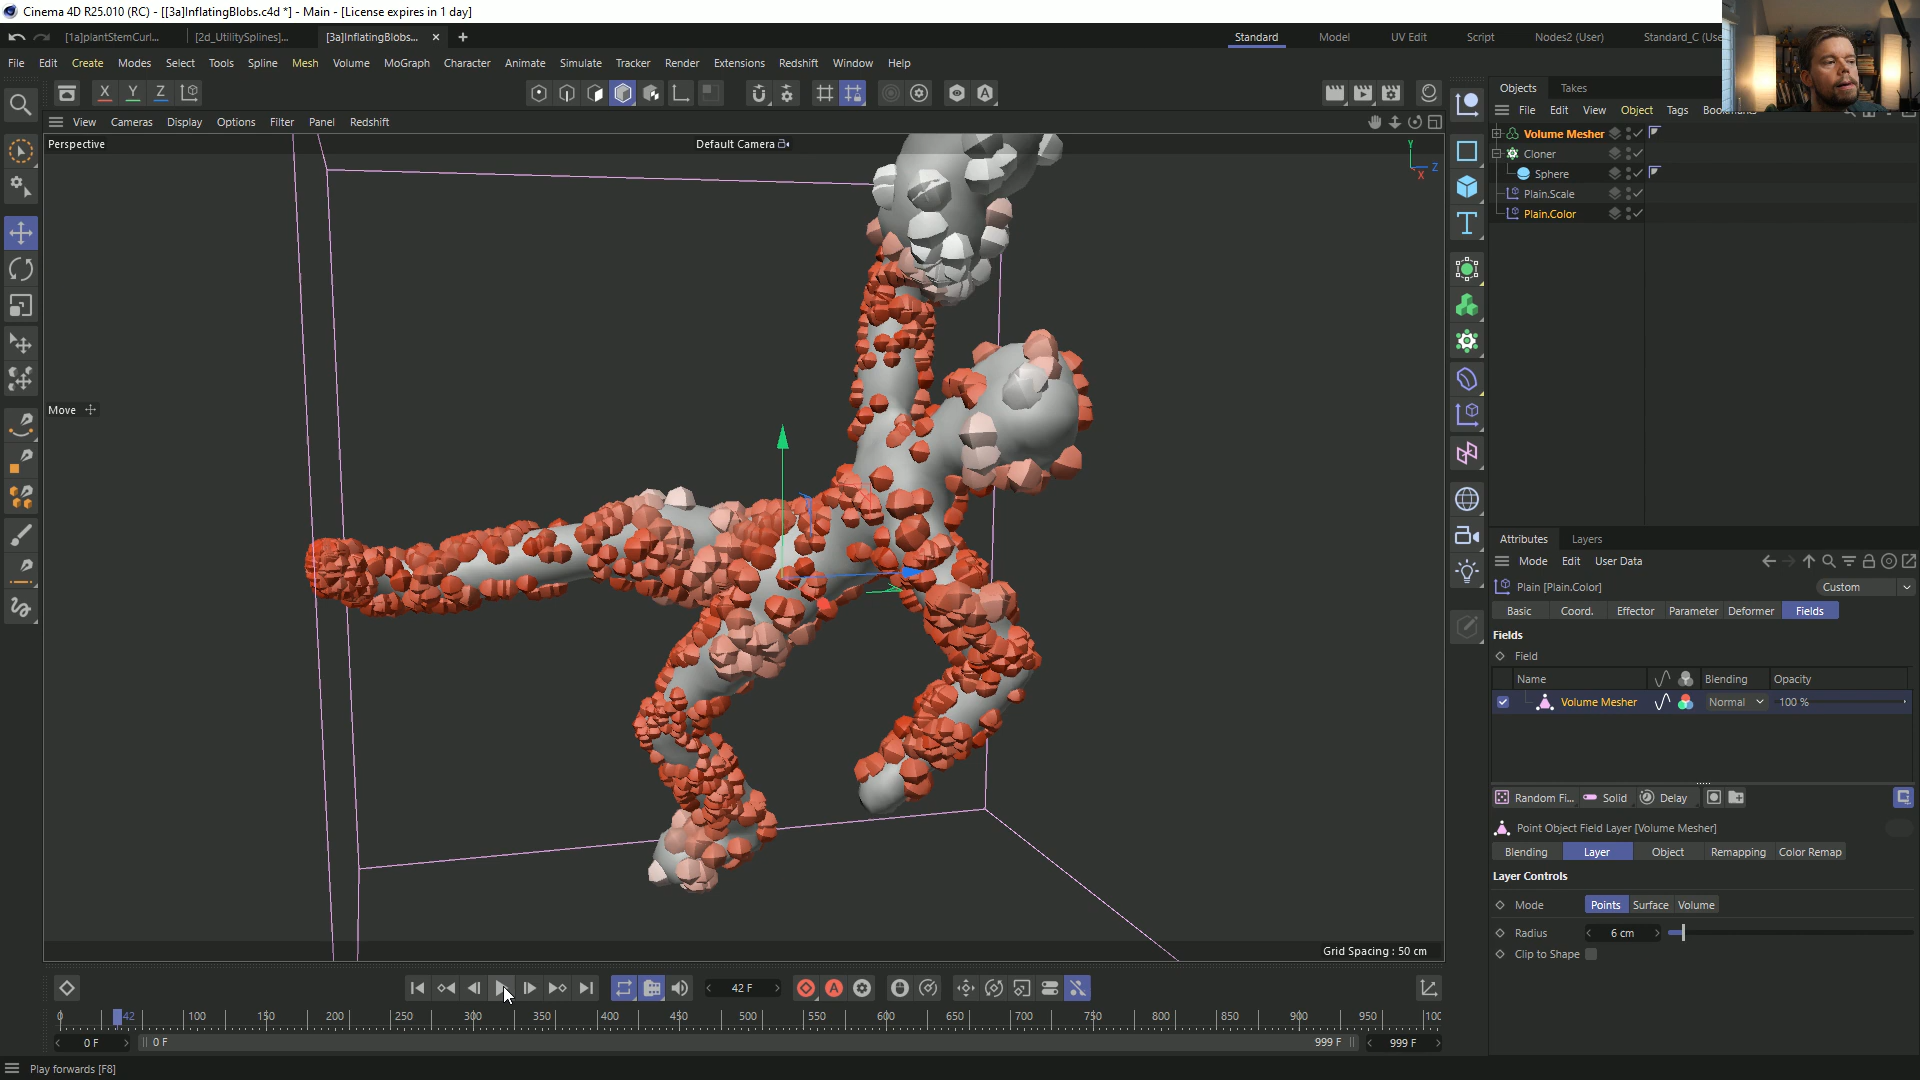 Cinema 4D R25.010 (RC) - [[3a]InflatingBlobs.c4d *] - Main - [License expires in 1 day]
[1a]plantStemCurl... [2d_UtilitySplines]... [3a]InflatingBlobs... × +
Standard Model Script UV Edit Nodes2 (User) Standard_C (Use
File Edit Create Modes Select Tools Spline Mesh Volume MoGraph Character Animate Simulate Tracker Render Extensions Redshift Window Help
X Y Z
Objects Takes
File Edit View Object Tags
View Cameras Display Options Filter Panel Redshift
Perspective
Default Camera
Y
Z
X
Volume Mesher
Cloner
Sphere
Plain.Scale
Plain.Color
Move
Grid Spacing : 50 cm
Attributes Layers
Mode Edit User Data
Plain [Plain.Color]
Custom
Basic Coord. Effector Parameter Deformer Fields
Fields
Field
Name Blending Opacity
Volume Mesher Normal 100 %
Random Fi... Solid Delay
Point Object Field Layer [Volume Mesher]
Blending Layer Object Remapping Color Remap
Layer Controls
Mode Points Surface Volume
Radius 6 cm
Clip to Shape
42 F
0 42 100 150 200 250 300 350 400 450 500 550 600 650 700 750 800 850 900 950 100
0 F 0 F 999 F 999 F
Play forwards [F8]